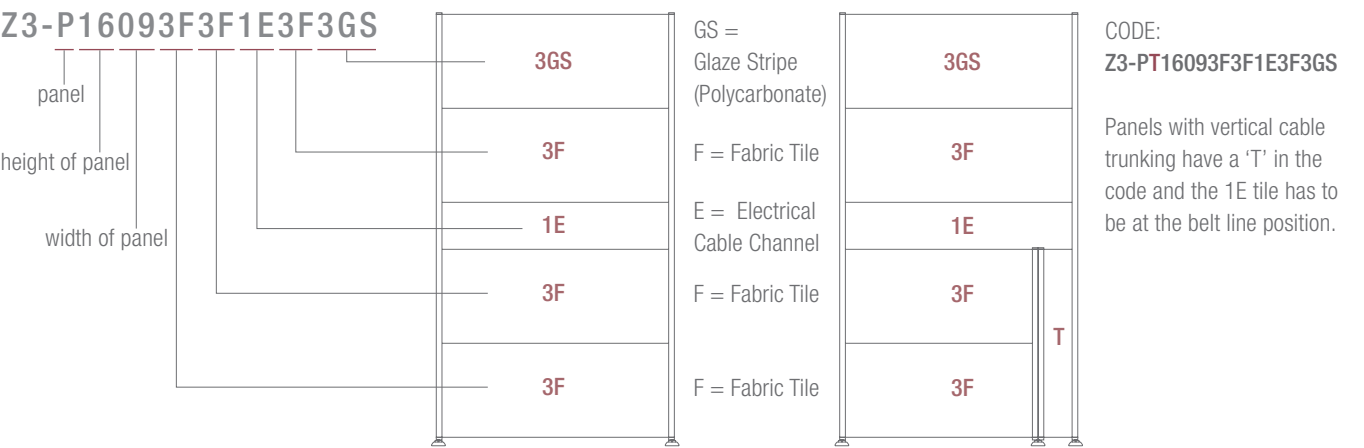 Z3-P16093F3F1E3F3GS
panel
height of panel
width of panel
3GS
3F
1E
3F
3F
GS =
Glaze Stripe
(Polycarbonate)
F = Fabric Tile
E = Electrical
Cable Channel
F = Fabric Tile
F = Fabric Tile
3GS
3F
1E
3F
T
3F
CODE:
Z3-PT16093F3F1E3F3GS
Panels with vertical cable
trunking have a ‘T’ in the
code and the 1E tile has to
be at the belt line position.